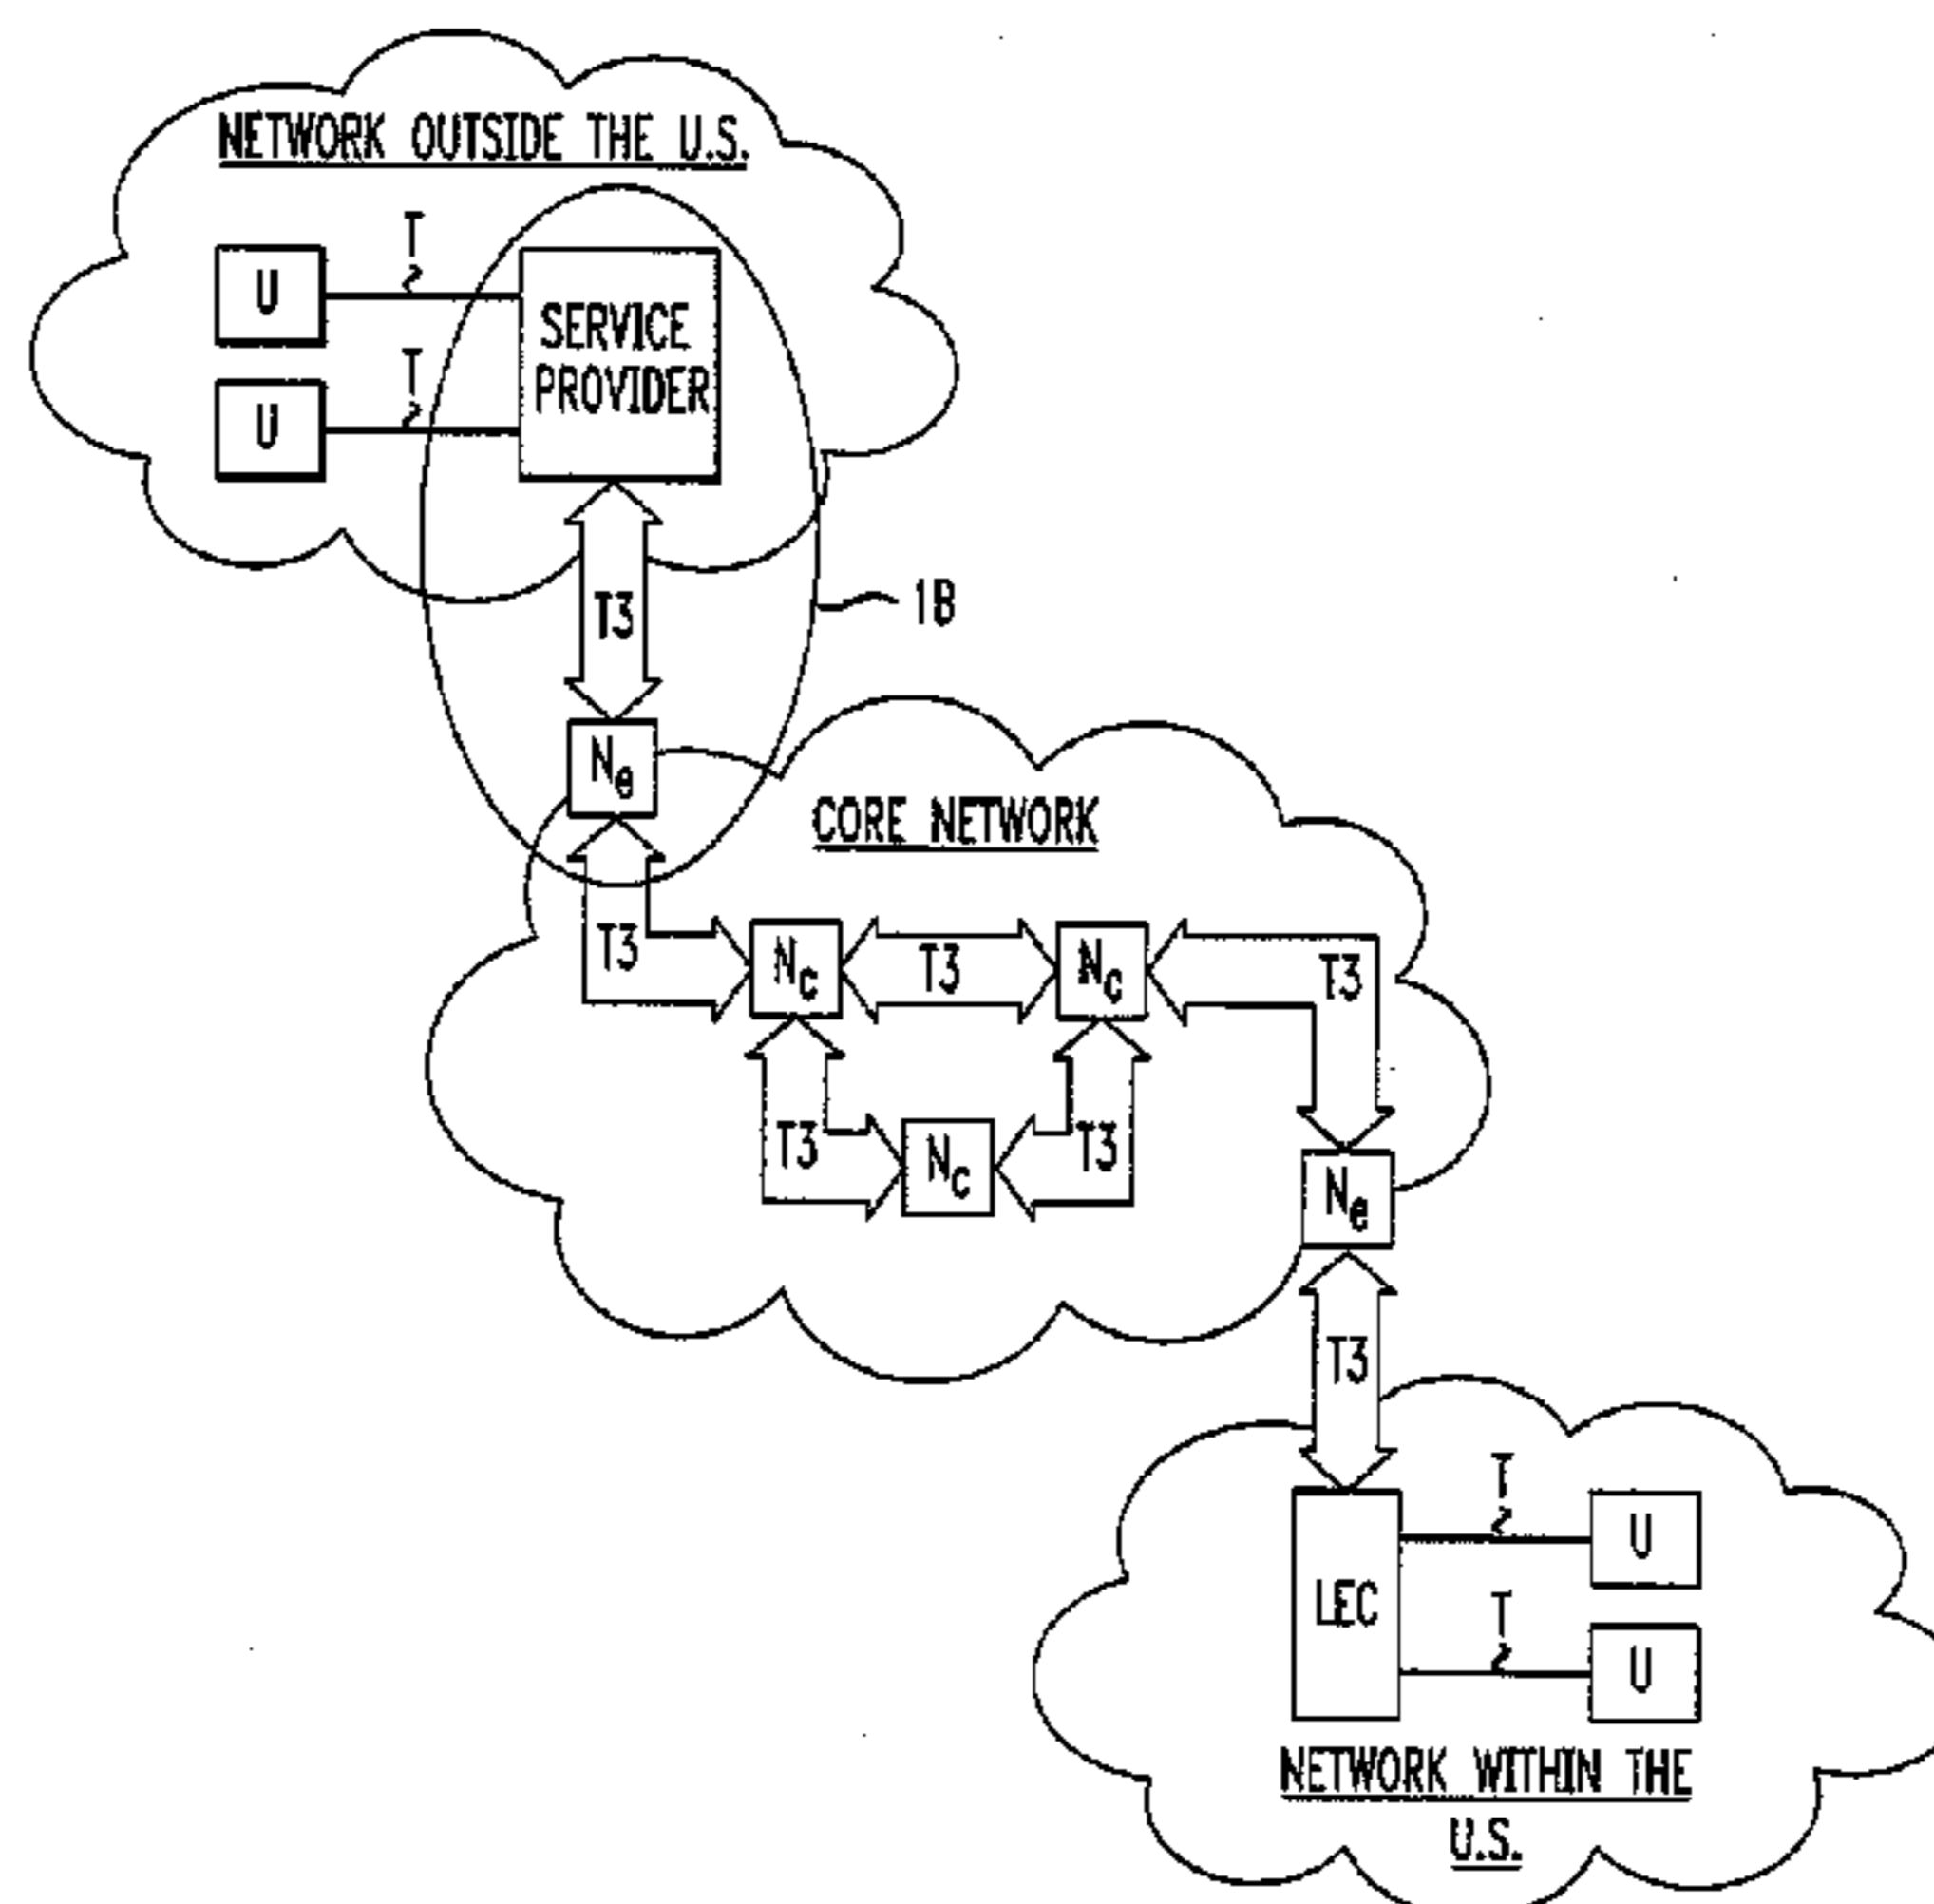 NETWORK OUTSIDE THE U.S.
T
U
SERVICE
PROVIDER
T
U
T3
1B
Ne
CORE NETWORK
T3
Nc
T3
Nc
T3
T3
Nc
T3
Ne
T3
T
U
LEC
T
U
NETWORK WITHIN THE
U.S.